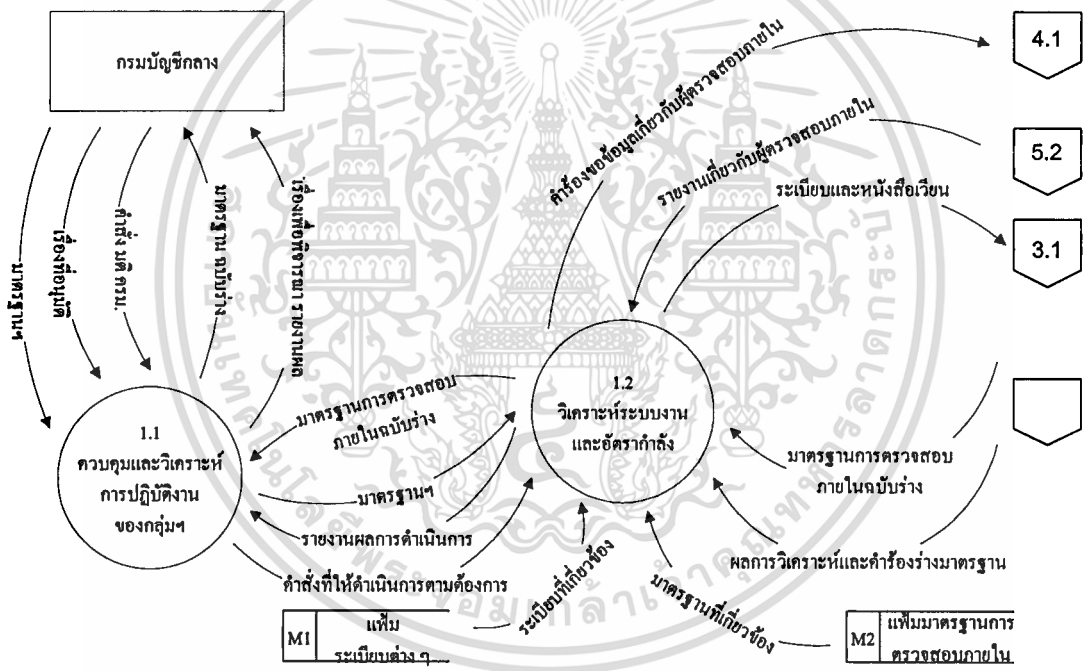 กรมบัญชีกลาง
4.1
5.2
3.1
คำร้องขอข้อมูลเกี่ยวกับผู้ตรวจสอบภายใน
รายงานเกี่ยวกับผู้ตรวจสอบภายใน
ระเบียบและหนังสือเวียน
มาตรฐานฯ
เรื่องที่อนุมัติ
คำสั่ง มติ ครม.
มาตรฐาน ฉบับร่าง
เรื่องเพื่อพิจารณา รายงานผล
1.1
ควบคุมและวิเคราะห์
การปฏิบัติงาน
ของกลุ่มฯ
1.2
วิเคราะห์ระบบงาน
และอัตรากำลัง
มาตรฐานการตรวจสอบ
ภายในฉบับร่าง
มาตรฐานฯ
รายงานผลการดำเนินการ
คำสั่งที่ให้ดำเนินการตามต้องการ
มาตรฐานการตรวจสอบ
ภายในฉบับร่าง
ผลการวิเคราะห์และคำร้องร่างมาตรฐาน
ระเบียบที่เกี่ยวข้อง
มาตรฐานที่เกี่ยวข้อง
M1
แฟ้ม
ระเบียบต่าง ๆ
M2
แฟ้มมาตรฐานการ
ตรวจสอบภายใน